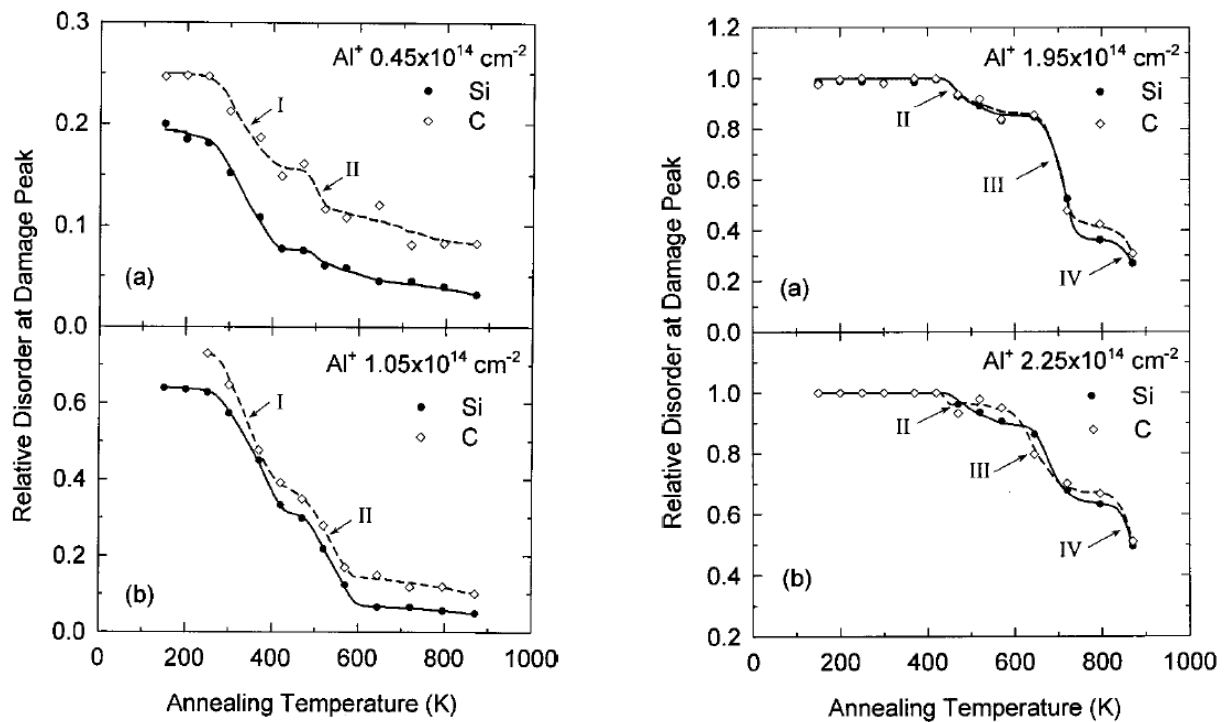 Relative Disorder at Damage Peak
0.3
0.2
0.1
0.0
Al⁺ 0.45x10¹⁴ cm⁻²
Si
C
I
II
(a)
0.6
0.4
0.2
0.0
Al⁺ 1.05x10¹⁴ cm⁻²
Si
C
I
II
(b)
0 200 400 600 800 1000
Annealing Temperature (K)
Relative Disorder at Damage Peak
1.2
1.0
0.8
0.6
0.4
0.2
0.0
Al⁺ 1.95x10¹⁴ cm⁻²
Si
C
II
III
IV
(a)
1.0
0.8
0.6
0.4
0.2
Al⁺ 2.25x10¹⁴ cm⁻²
Si
C
II
III
IV
(b)
0 200 400 600 800 1000
Annealing Temperature (K)